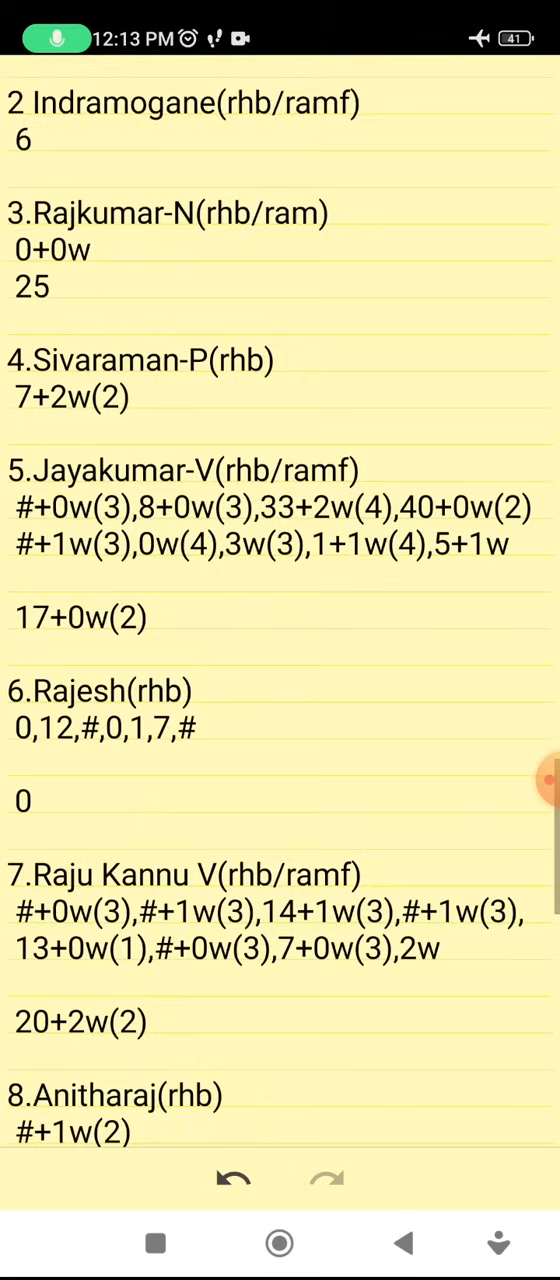 12:13 PM
41
2 Indramogane(rhb/ramf)
6
3.Rajkumar-N(rhb/ram)
0+0w
25
4.Sivaraman-P(rhb)
7+2w(2)
5.Jayakumar-V(rhb/ramf)
#+0w(3),8+0w(3),33+2w(4),40+0w(2)
#+1w(3),0w(4),3w(3),1+1w(4),5+1w
17+0w(2)
6.Rajesh(rhb)
0,12,#,0,1,7,#
0
7.Raju Kannu V(rhb/ramf)
#+0w(3),#+1w(3),14+1w(3),#+1w(3),
13+0w(1),#+0w(3),7+0w(3),2w
20+2w(2)
8.Anitharaj(rhb)
#+1w(2)